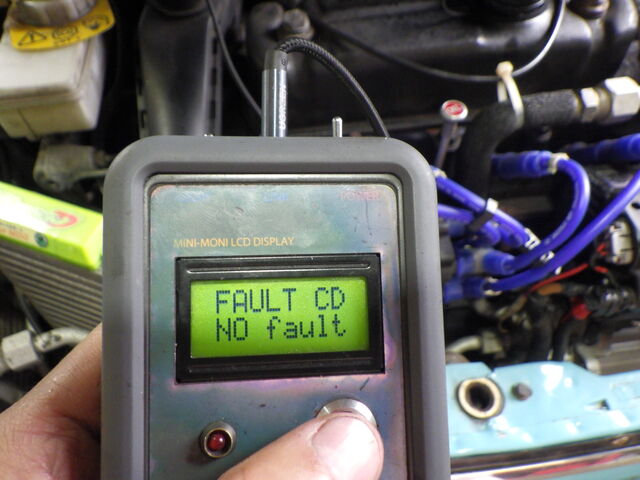 MINI-MONI LCD DISPLAY
FAULT CD
NO fault